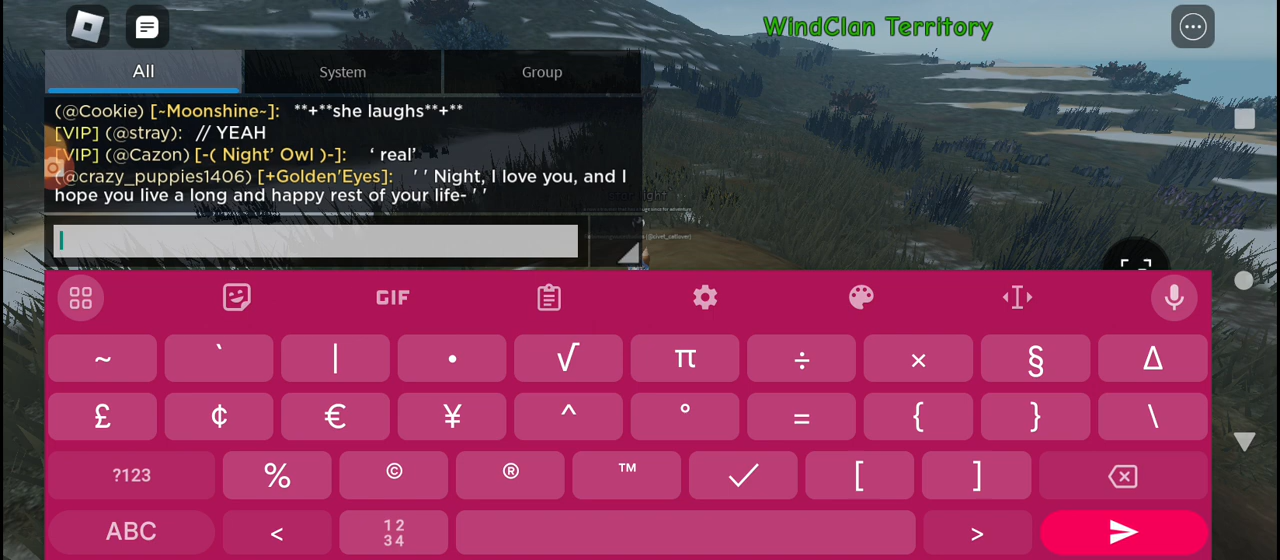 WindClan Territory
All System Group
(@Cookie) [~Moonshine~]: **+**she laughs**+**
[VIP] (@stray): // YEAH
[VIP] (@Cazon) [-( Night' Owl )-]: ‘ real’
@crazy_puppies1406) [+Golden'Eyes]: ' ' Night, I love you, and I
hope you live a long and happy rest of your life- ' '
GIF
~ ` | • √ π ÷ × § Δ
£ ¢ € ¥ ^ ° = { } \
?123 % © ® ™ ✓ [ ]
ABC < 12 >
34